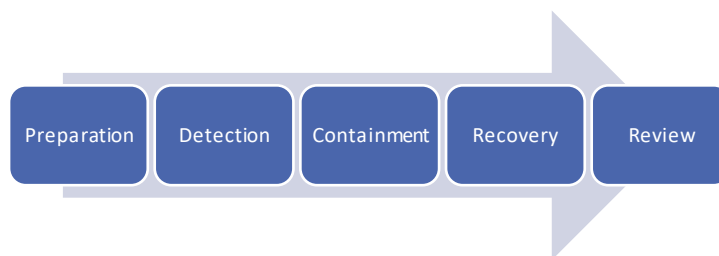 Preparation
Detection
Containment
Recovery
Review